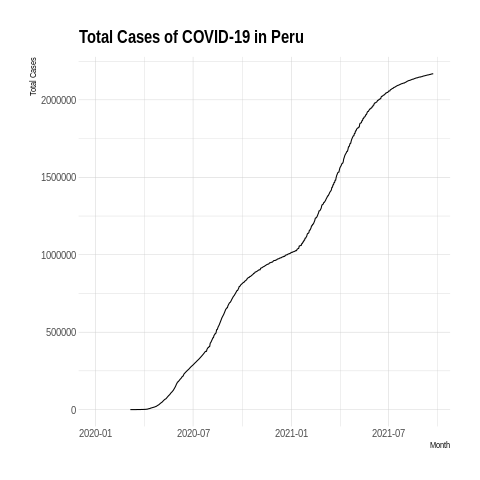 Total Cases of COVID-19 in Peru
Total Cases
2000000
1500000
1000000
500000
0
2020-01 2020-07 2021-01 2021-07
Month